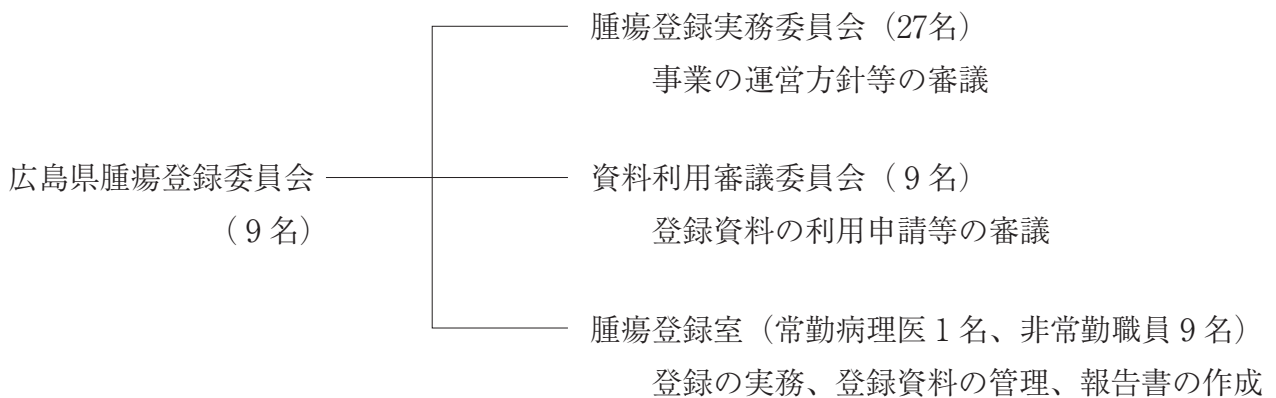 腫瘍登録実務委員会（27名）
事業の運営方針等の審議
広島県腫瘍登録委員会
（9名）
資料利用審議委員会（9名）
登録資料の利用申請等の審議
腫瘍登録室（常勤病理医1名、非常勤職員9名）
登録の実務、登録資料の管理、報告書の作成